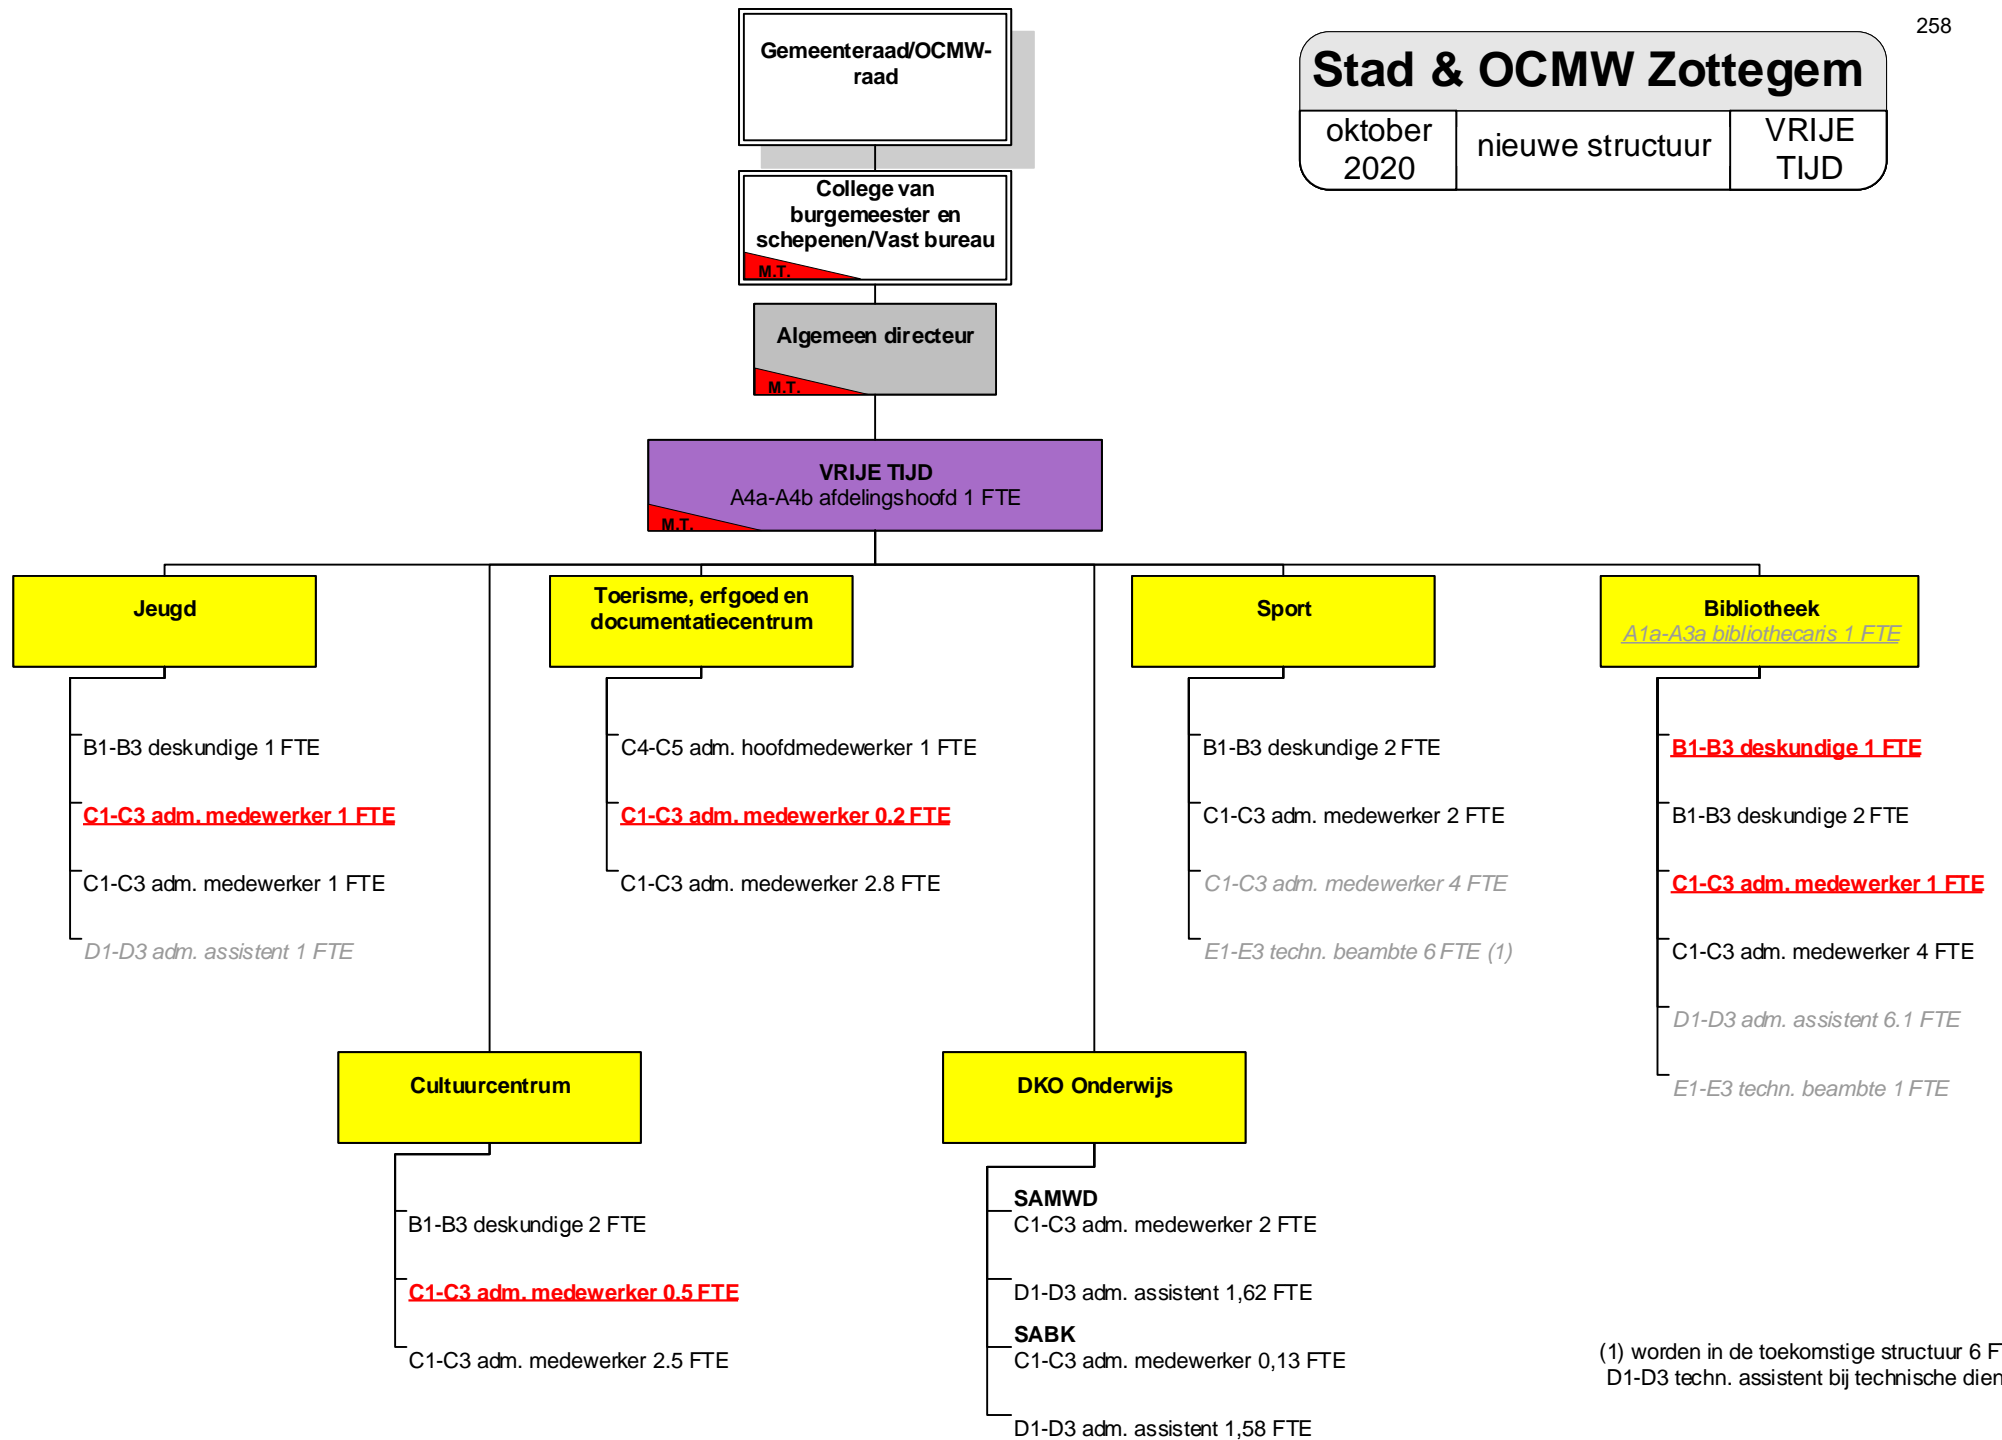 258
Stad & OCMW Zottegem
oktober
2020
nieuwe structuur
VRIJE
TIJD
Gemeenteraad/OCMW-
raad
College van
burgemeester en
schepenen/Vast bureau
M.T.
Algemeen directeur
M.T.
VRIJE TIJD
A4a-A4b afdelingshoofd 1 FTE
M.T.
Jeugd
B1-B3 deskundige 1 FTE
C1-C3 adm. medewerker 1 FTE
C1-C3 adm. medewerker 1 FTE
D1-D3 adm. assistent 1 FTE
Toerisme, erfgoed en
documentatiecentrum
C4-C5 adm. hoofdmedewerker 1 FTE
C1-C3 adm. medewerker 0.2 FTE
C1-C3 adm. medewerker 2.8 FTE
Sport
B1-B3 deskundige 2 FTE
C1-C3 adm. medewerker 2 FTE
C1-C3 adm. medewerker 4 FTE
E1-E3 techn. beambte 6 FTE (1)
Bibliotheek
A1a-A3a bibliothecaris 1 FTE
B1-B3 deskundige 1 FTE
B1-B3 deskundige 2 FTE
C1-C3 adm. medewerker 1 FTE
C1-C3 adm. medewerker 4 FTE
D1-D3 adm. assistent 6.1 FTE
E1-E3 techn. beambte 1 FTE
Cultuurcentrum
B1-B3 deskundige 2 FTE
C1-C3 adm. medewerker 0.5 FTE
C1-C3 adm. medewerker 2.5 FTE
DKO Onderwijs
SAMWD
C1-C3 adm. medewerker 2 FTE
D1-D3 adm. assistent 1,62 FTE
SABK
C1-C3 adm. medewerker 0,13 FTE
D1-D3 adm. assistent 1,58 FTE
(1) worden in de toekomstige structuur 6 F
D1-D3 techn. assistent bij technische dien